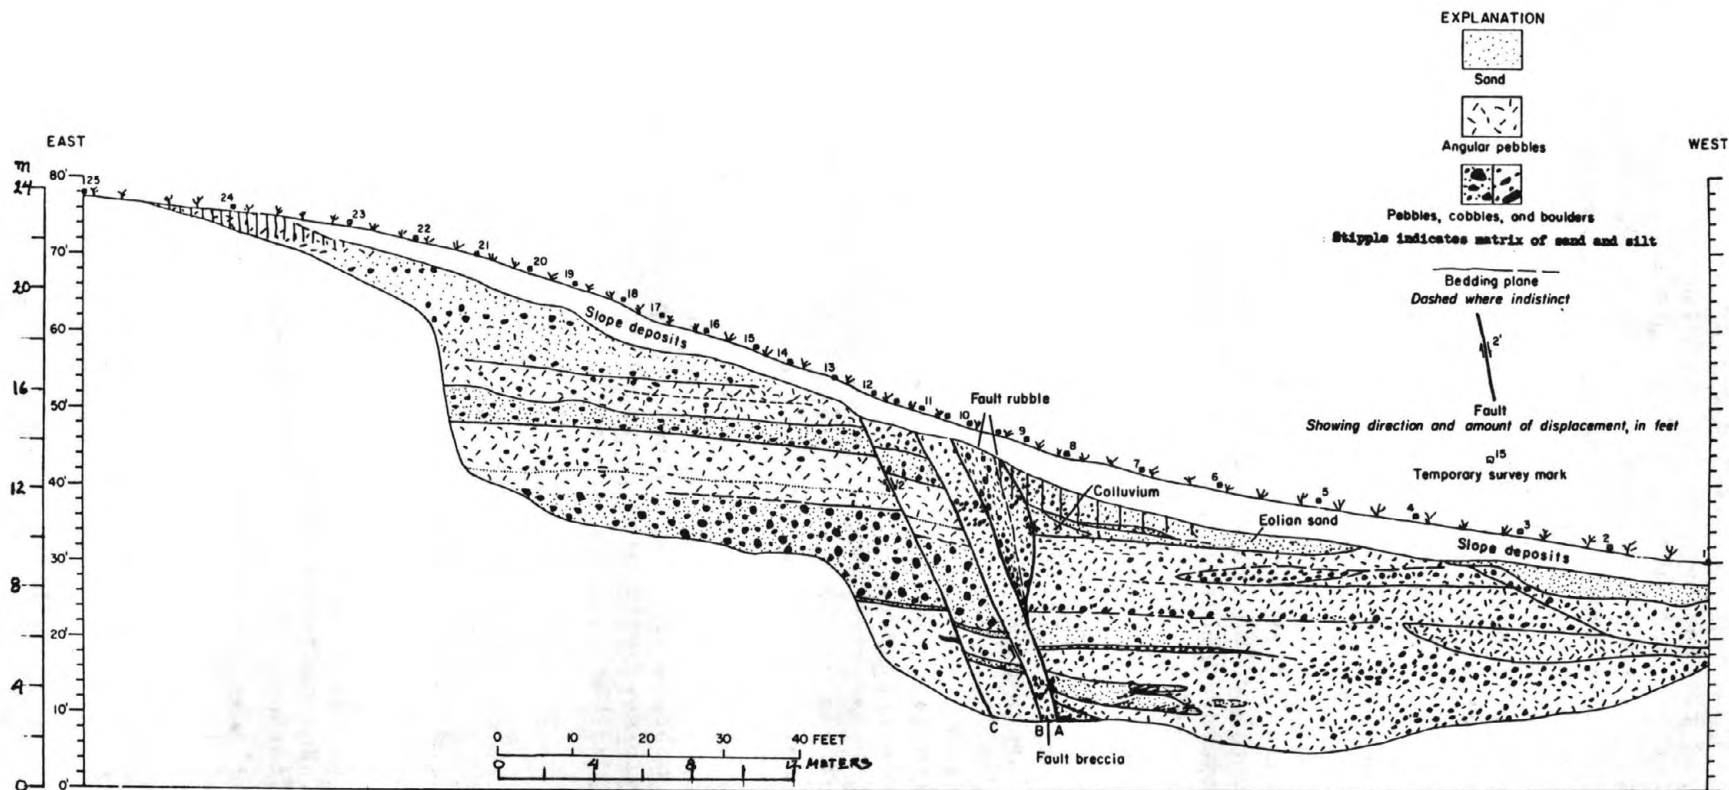 EXPLANATION
Sand
Angular pebbles
Pebbles, cobbles, and boulders
Stipple indicates matrix of sand and silt
Bedding plane
Dashed where indistinct
2'
Fault
Showing direction and amount of displacement, in feet
15
Temporary survey mark
EAST
WEST
m
24
20
16
12
8
4
0
80'
70'
60'
50'
40'
30'
20'
10'
0'
25
24
23
22
21
20
19
18
17
16
15
14
13
12
11
10
9
8
7
6
5
4
3
2
1
Slope deposits
Fault rubble
Colluvium
Eolian sand
Slope deposits
2'
C
B
A
Fault breccia
0 10 20 30 40 FEET
0 4 8 12 METERS